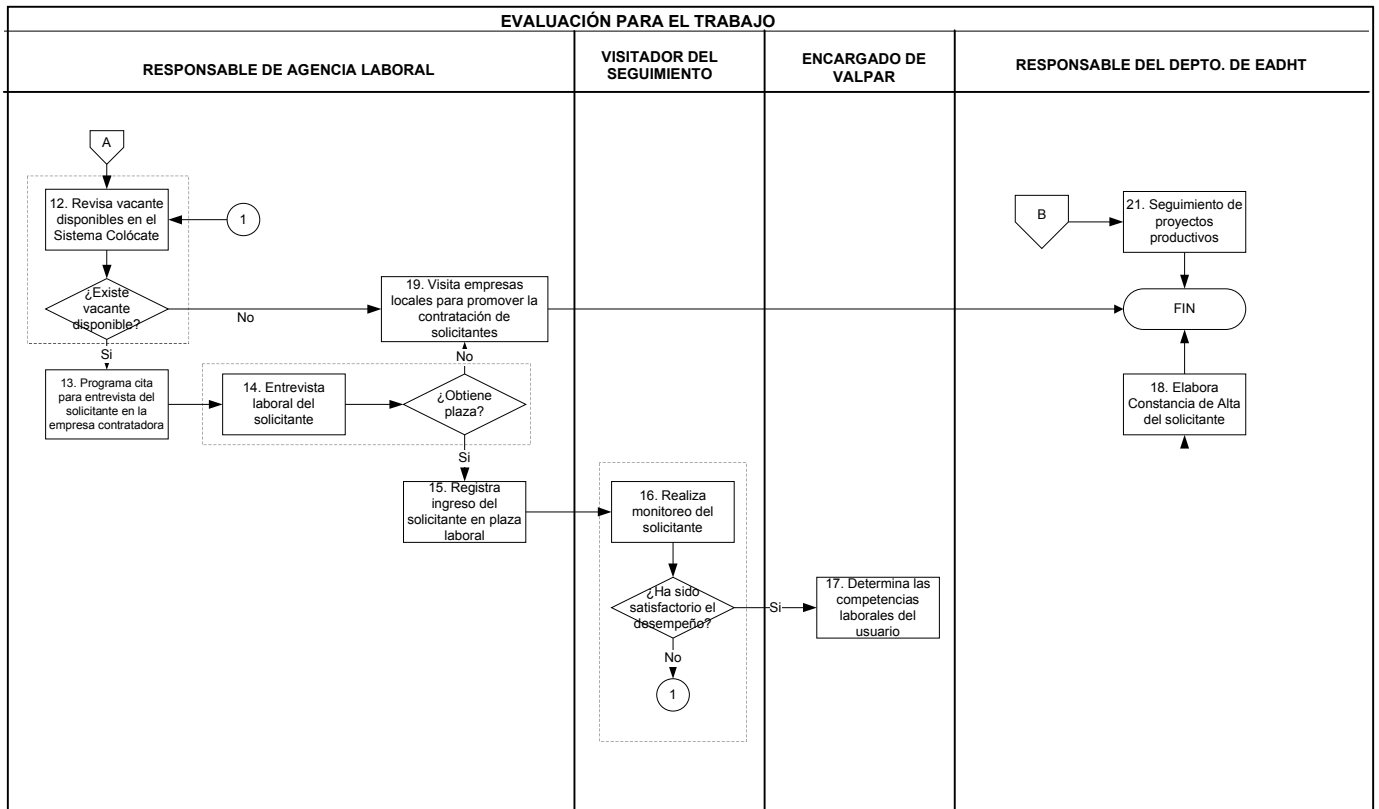 EVALUACIÓN PARA EL TRABAJO
RESPONSABLE DE AGENCIA LABORAL
VISITADOR DEL
SEGUIMIENTO
ENCARGADO DE
VALPAR
RESPONSABLE DEL DEPTO. DE EADHT
A
12. Revisa vacante
disponibles en el
Sistema Colócate
1
¿Existe
vacante
disponible?
No
Si
19. Visita empresas
locales para promover la
contratación de
solicitantes
B
21. Seguimiento de
proyectos
productivos
FIN
13. Programa cita
para entrevista del
solicitante en la
empresa contratadora
14. Entrevista
laboral del
solicitante
¿Obtiene
plaza?
No
Si
18. Elabora
Constancia de Alta
del solicitante
15. Registra
ingreso del
solicitante en plaza
laboral
16. Realiza
monitoreo del
solicitante
¿Ha sido
satisfactorio el
desempeño?
Si
No
1
17. Determina las
competencias
laborales del
usuario